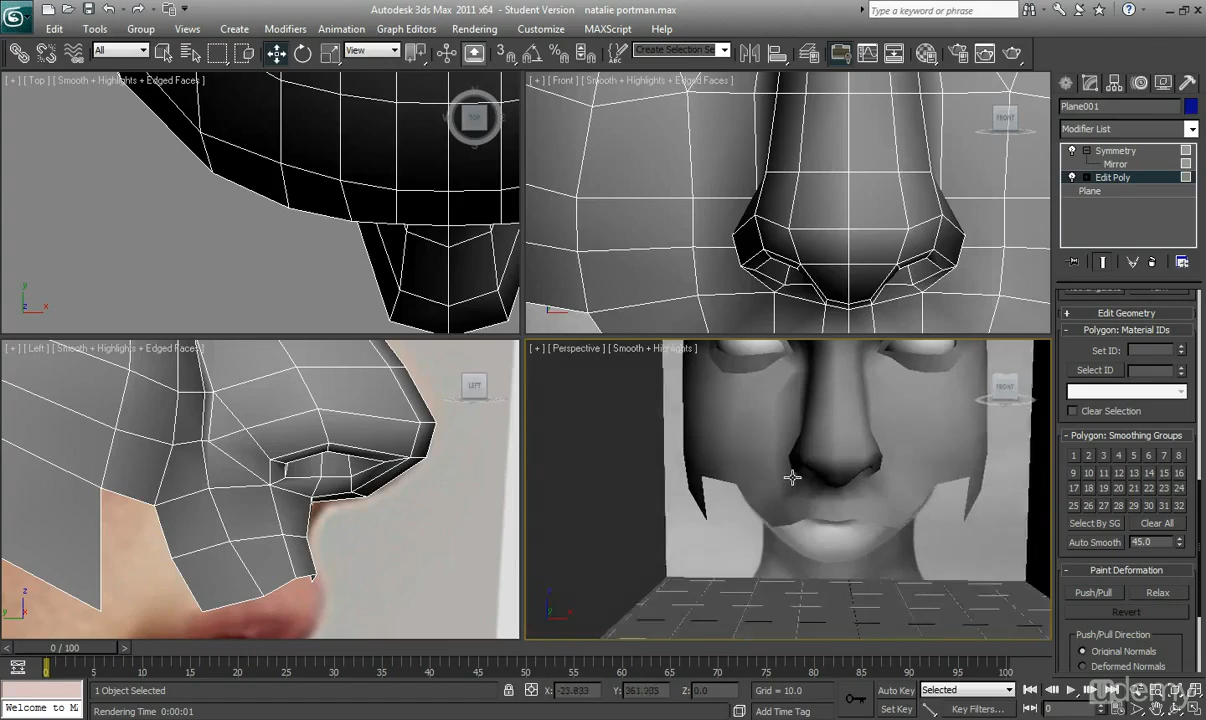 Autodesk 3ds Max 2011 x64 - Student Version natalie portman.max
Type a keyword or phrase
Edit Tools Group Views Create Modifiers Animation Graph Editors Rendering Customize MAXScript Help
All View Create Selection Se
[ + ] [ Top ] [ Smooth + Highlights + Edged Faces ]
TOP
[ + ] [ Front ] [ Smooth + Highlights + Edged Faces ]
FRONT
[ + ] [ Left ] [ Smooth + Highlights + Edged Faces ]
LEFT
[ + ] [ Perspective ] [ Smooth + Highlights ]
FRONT
Plane001
Modifier List
Symmetry
Mirror
Edit Poly
Plane
+ Edit Geometry
- Polygon: Material IDs
Set ID:
Select ID
Clear Selection
- Polygon: Smoothing Groups
1 2 3 4 5 6 7 8
9 10 11 12 13 14 15 16
17 18 19 20 21 22 23 24
25 26 27 28 29 30 31 32
Select By SG Clear All
Auto Smooth 45.0
- Paint Deformation
Push/Pull Relax
Revert
Push/Pull Direction
Original Normals
Deformed Normals
0 / 100
0 5 10 15 20 25 30 35 40 45 50 55 60 65 70 75 80 85 90 95 100
1 Object Selected X: Y: Z: 0.0 Grid = 10.0 Auto Key Selected
Welcome to M Rendering Time 0:00:01 Add Time Tag Set Key Key Filters... 0
Udemy